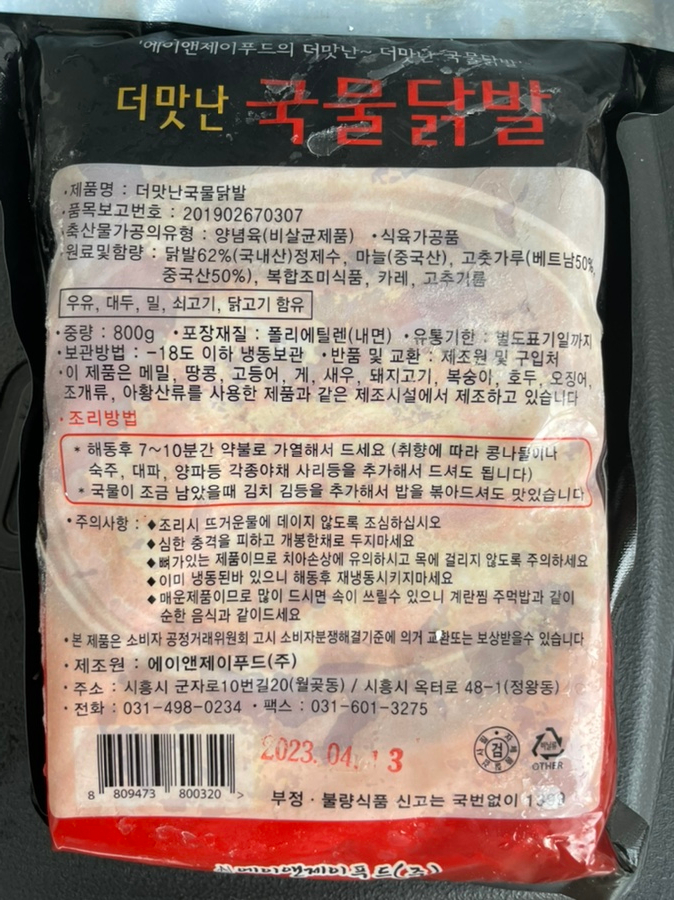 '에이앤제이푸드의 더맛난~ 더맛난 국물닭발'
더맛난 국물닭발
·제품명 : 더맛난국물닭발
·품목보고번호 : 201902670307
·축산물가공의유형 : 양념육(비살균제품) ·식육가공품
·원료및함량 : 닭발62%(국내산)정제수, 마늘(중국산), 고춧가루(베트남50%,
중국산50%), 복합조미식품, 카레, 고추기름
우유, 대두, 밀, 쇠고기, 닭고기 함유
·중량 : 800g ·포장재질 : 폴리에틸렌(내면) ·유통기한 : 별도표기일까지
·보관방법 : -18도 이하 냉동보관 ·반품 및 교환 : 제조원 및 구입처
·이 제품은 메밀, 땅콩, 고등어, 게, 새우, 돼지고기, 복숭아, 호두, 오징어,
조개류, 아황산류를 사용한 제품과 같은 제조시설에서 제조하고 있습니다
·조리방법
* 해동후 7~10분간 약불로 가열해서 드세요 (취향에 따라 콩나물이나
숙주, 대파, 양파등 각종야채 사리등을 추가해서 드셔도 됩니다)
* 국물이 조금 남았을때 김치 김등을 추가해서 밥을 볶아드셔도 맛있습니다
·주의사항 : ◆조리시 뜨거운물에 데이지 않도록 조심하십시오
◆심한 충격을 피하고 개봉한채로 두지마세요
◆뼈가있는 제품이므로 치아손상에 유의하시고 목에 걸리지 않도록 주의하세요
◆이미 냉동된바 있으니 해동후 재냉동시키지마세요
◆매운제품이므로 많이 드시면 속이 쓰릴수 있으니 계란찜 주먹밥과 같이
순한 음식과 같이드세요
·본 제품은 소비자 공정거래위원회 고시 소비자분쟁해결기준에 의거 교환또는 보상받을수 있습니다
·제조원 : 에이앤제이푸드(주)
·주소 : 시흥시 군자로10번길20(월곶동) / 시흥시 옥터로 48-1(정왕동)
·전화 : 031-498-0234 ·팩스 : 031-601-3275
2023. 04. 13
검
비닐류
OTHER
8 809473 800320 >
부정·불량식품 신고는 국번없이 1399
에이앤제이푸드(주)